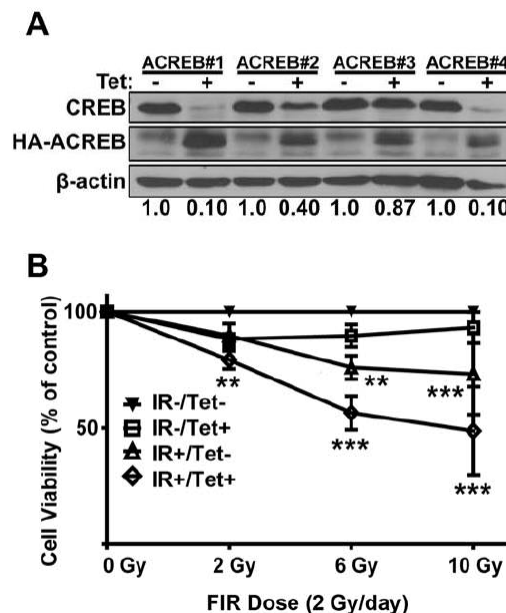 A
ACREB#1 ACREB#2 ACREB#3 ACREB#4
Tet: - + - + - + - +
CREB
HA-ACREB
β-actin
1.0 0.10 1.0 0.40 1.0 0.87 1.0 0.10
B
Cell Viability (% of control)
100
50
**
**
***
***
***
IR-/Tet-
IR-/Tet+
IR+/Tet-
IR+/Tet+
0 Gy 2 Gy 6 Gy 10 Gy
FIR Dose (2 Gy/day)